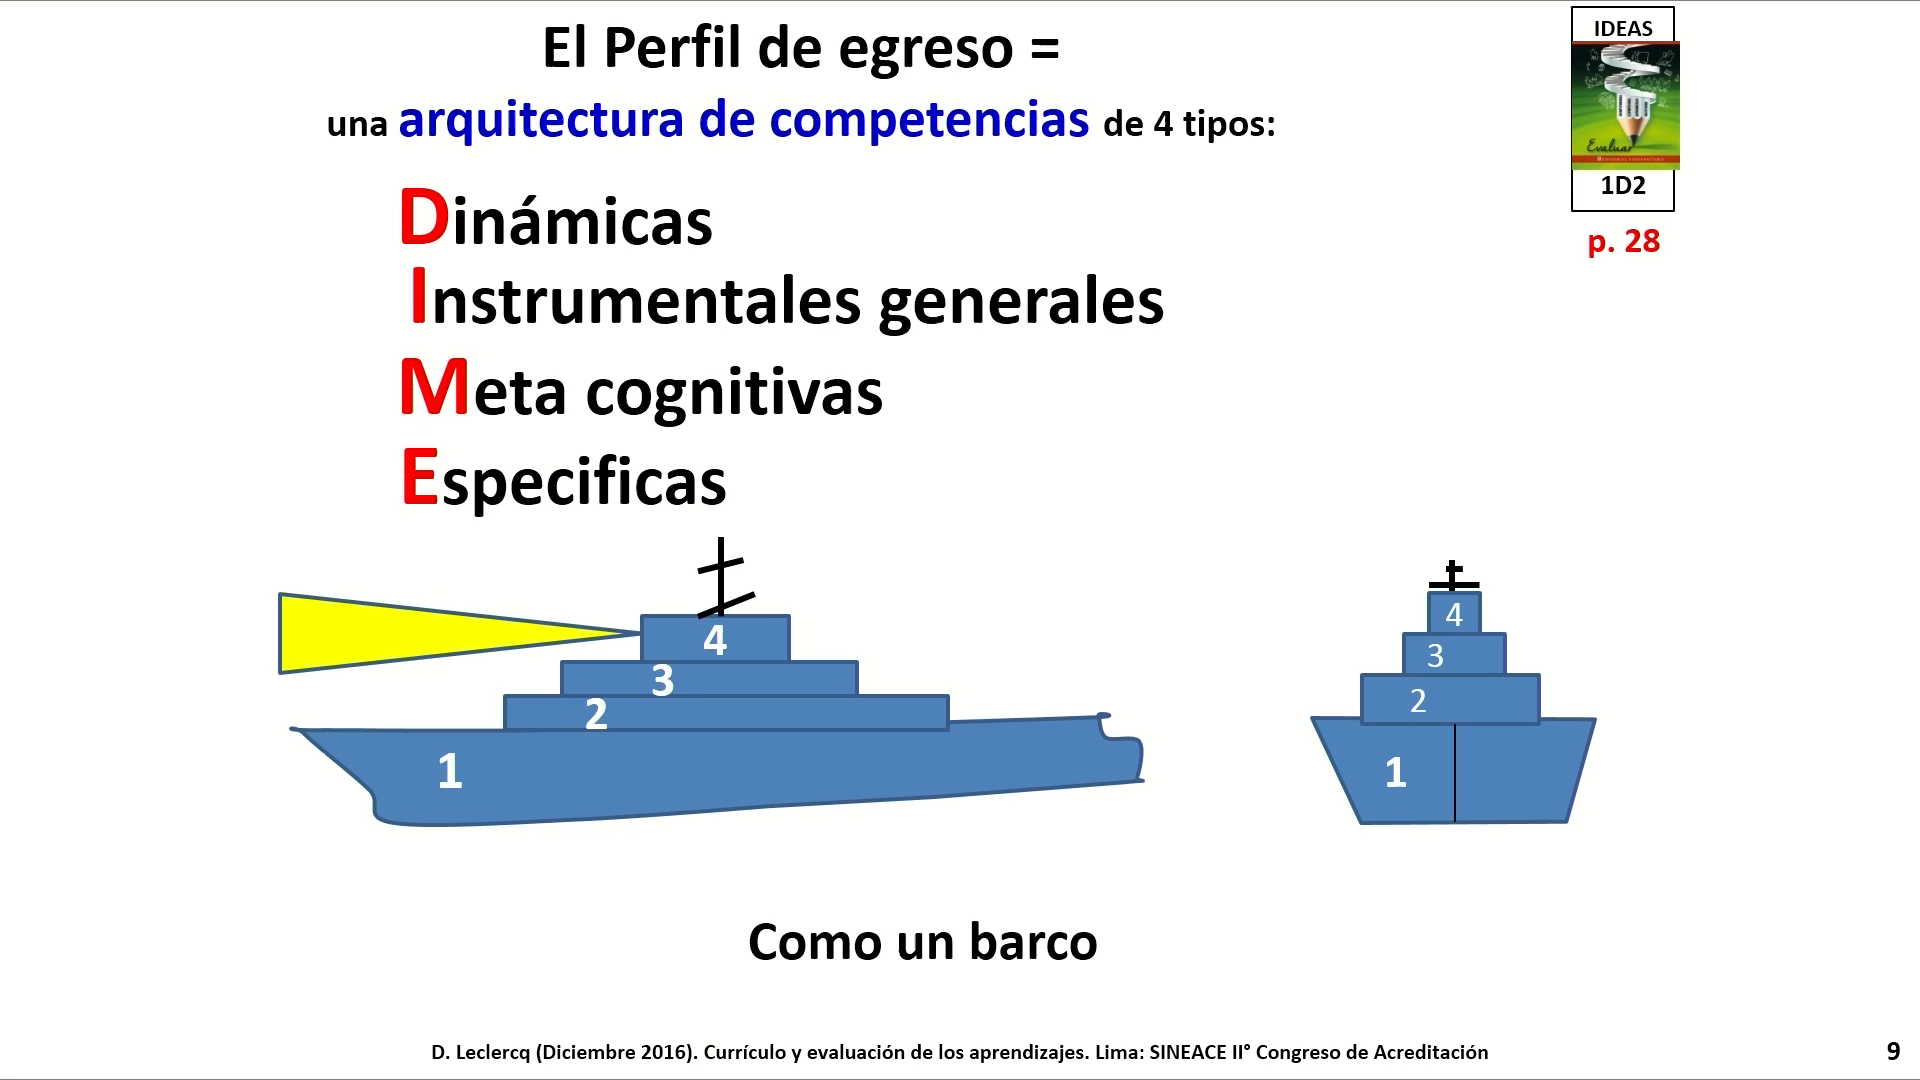 El Perfil de egreso =
una arquitectura de competencias de 4 tipos:
IDEAS
Evaluar
1D2
p. 28
Dinámicas
Instrumentales generales
Meta cognitivas
Especificas
4
3
2
1
4
3
2
1
Como un barco
D. Leclercq (Diciembre 2016). Currículo y evaluación de los aprendizajes. Lima: SINEACE II° Congreso de Acreditación
9